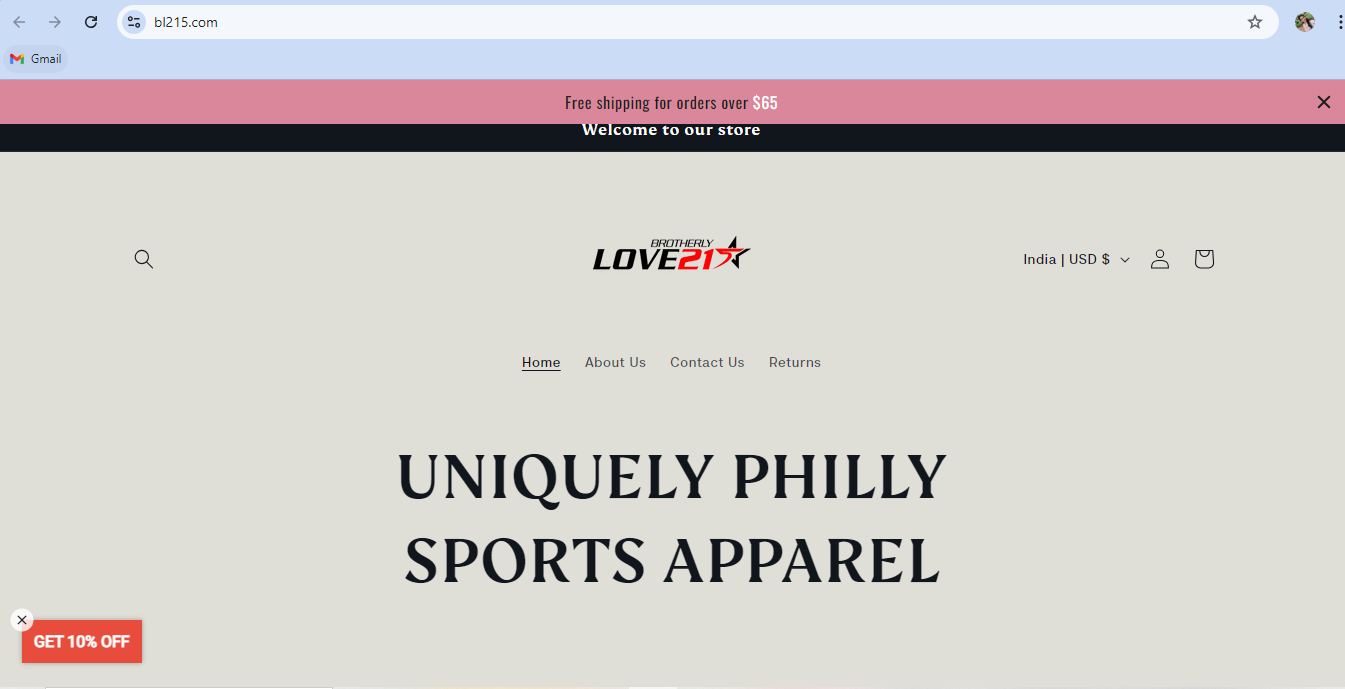 bl215.com
Gmail
Free shipping for orders over $65
Welcome to our store
BROTHERLY
LOVE215
India | USD $
Home About Us Contact Us Returns
UNIQUELY PHILLY
SPORTS APPAREL
GET 10% OFF